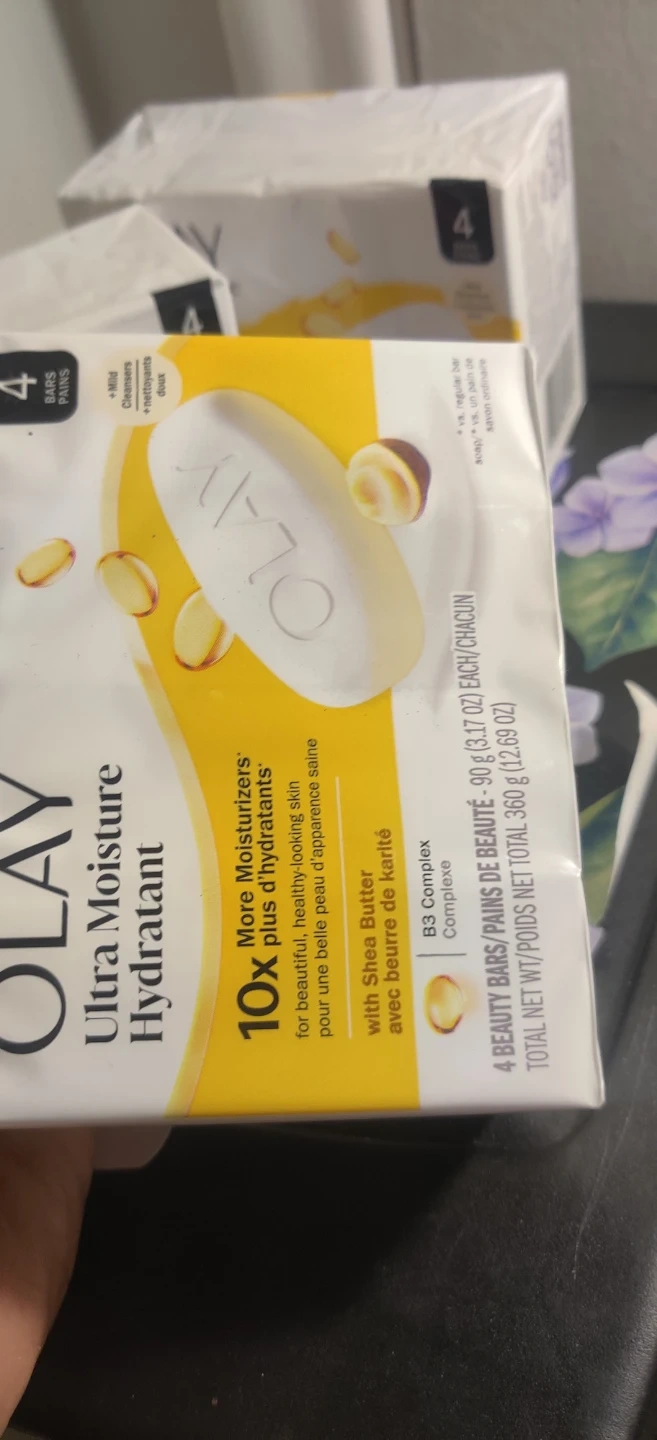 4
BARS
PAINS
OLAY
Ultra Moisture
Hydratant
+Mild
Cleansers
+nettoyants
doux
OLAY
10x More Moisturizers*
plus d'hydratants*
for beautiful, healthy-looking skin
pour une belle peau d'apparence saine
with Shea Butter
avec beurre de karité
B3 Complex
Complexe
* vs. regular bar
soap/* vs. un pain de
savon ordinaire
4 BEAUTY BARS/PAINS DE BEAUTÉ - 90 g (3.17 OZ) EACH/CHACUN
TOTAL NET WT/POIDS NET TOTAL 360 g (12.69 OZ)
4
4